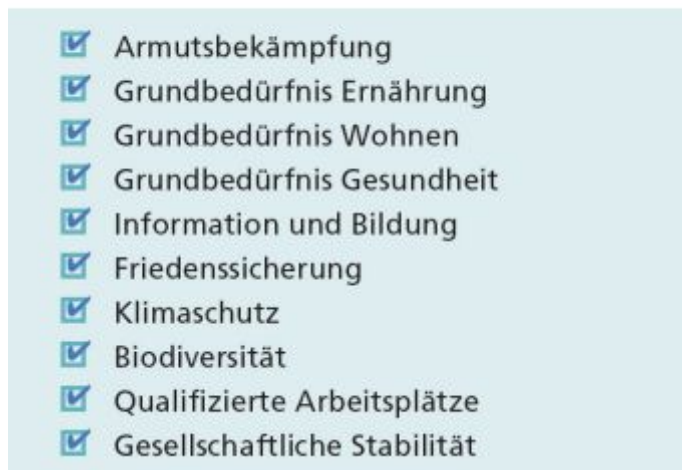 Armutsbekämpfung
Grundbedürfnis Ernährung
Grundbedürfnis Wohnen
Grundbedürfnis Gesundheit
Information und Bildung
Friedenssicherung
Klimaschutz
Biodiversität
Qualifizierte Arbeitsplätze
Gesellschaftliche Stabilität